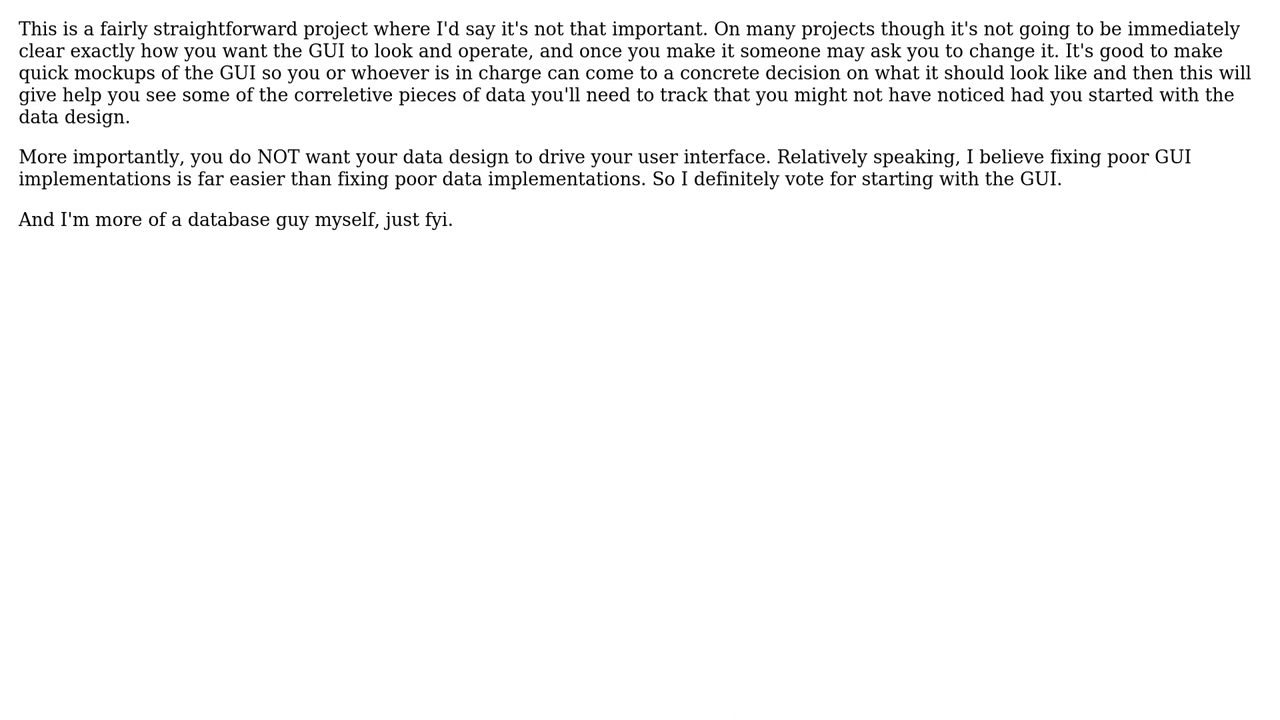 This is a fairly straightforward project where I'd say it's not that important. On many projects though it's not going to be immediately
clear exactly how you want the GUI to look and operate, and once you make it someone may ask you to change it. It's good to make
quick mockups of the GUI so you or whoever is in charge can come to a concrete decision on what it should look like and then this will
give help you see some of the correletive pieces of data you'll need to track that you might not have noticed had you started with the
data design.
More importantly, you do NOT want your data design to drive your user interface. Relatively speaking, I believe fixing poor GUI
implementations is far easier than fixing poor data implementations. So I definitely vote for starting with the GUI.
And I'm more of a database guy myself, just fyi.